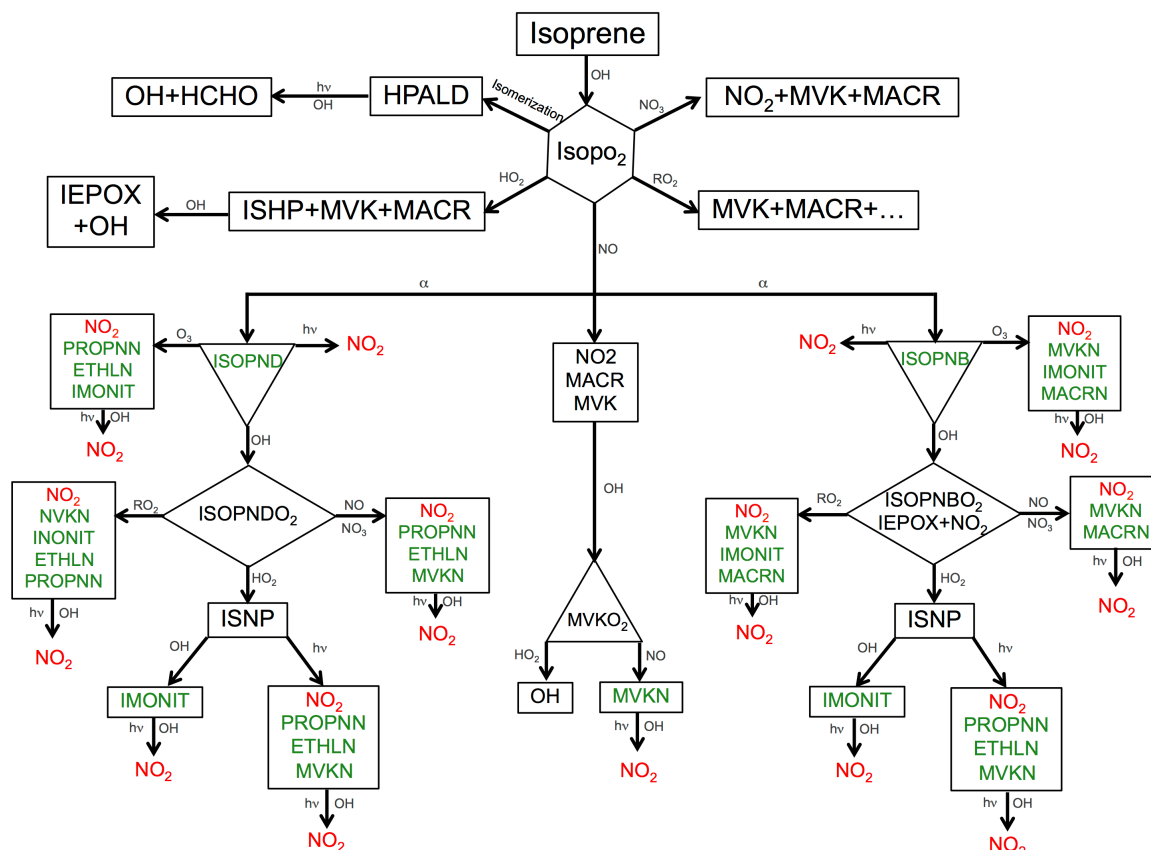 Isoprene
OH
OH+HCHO
hν
OH
HPALD
Isomerization
NO₃
NO₂+MVK+MACR
Isopo₂
IEPOX
+OH
OH
ISHP+MVK+MACR
HO₂
RO₂
MVK+MACR+…
NO
α
α
NO₂
PROPNN
ETHLN
IMONIT
O₃
ISOPND
hν
NO₂
hν
OH
NO₂
OH
NO2
MACR
MVK
NO₂
hν
ISOPNB
O₃
NO₂
MVKN
IMONIT
MACRN
hν
OH
NO₂
OH
NO₂
NVKN
INONIT
ETHLN
PROPNN
RO₂
ISOPNDO₂
NO
NO₃
NO₂
PROPNN
ETHLN
MVKN
hν
OH
NO₂
hν
OH
NO₂
HO₂
ISNP
OH
hν
IMONIT
hν
OH
NO₂
NO₂
PROPNN
ETHLN
MVKN
hν
OH
NO₂
OH
MVKO₂
HO₂
NO
OH
MVKN
hν
OH
NO₂
NO₂
MVKN
IMONIT
MACRN
RO₂
ISOPNBO₂
IEPOX+NO₂
NO
NO₃
NO₂
MVKN
MACRN
hν
OH
NO₂
hν
OH
NO₂
HO₂
ISNP
OH
hν
IMONIT
hν
OH
NO₂
NO₂
PROPNN
ETHLN
MVKN
hν
OH
NO₂